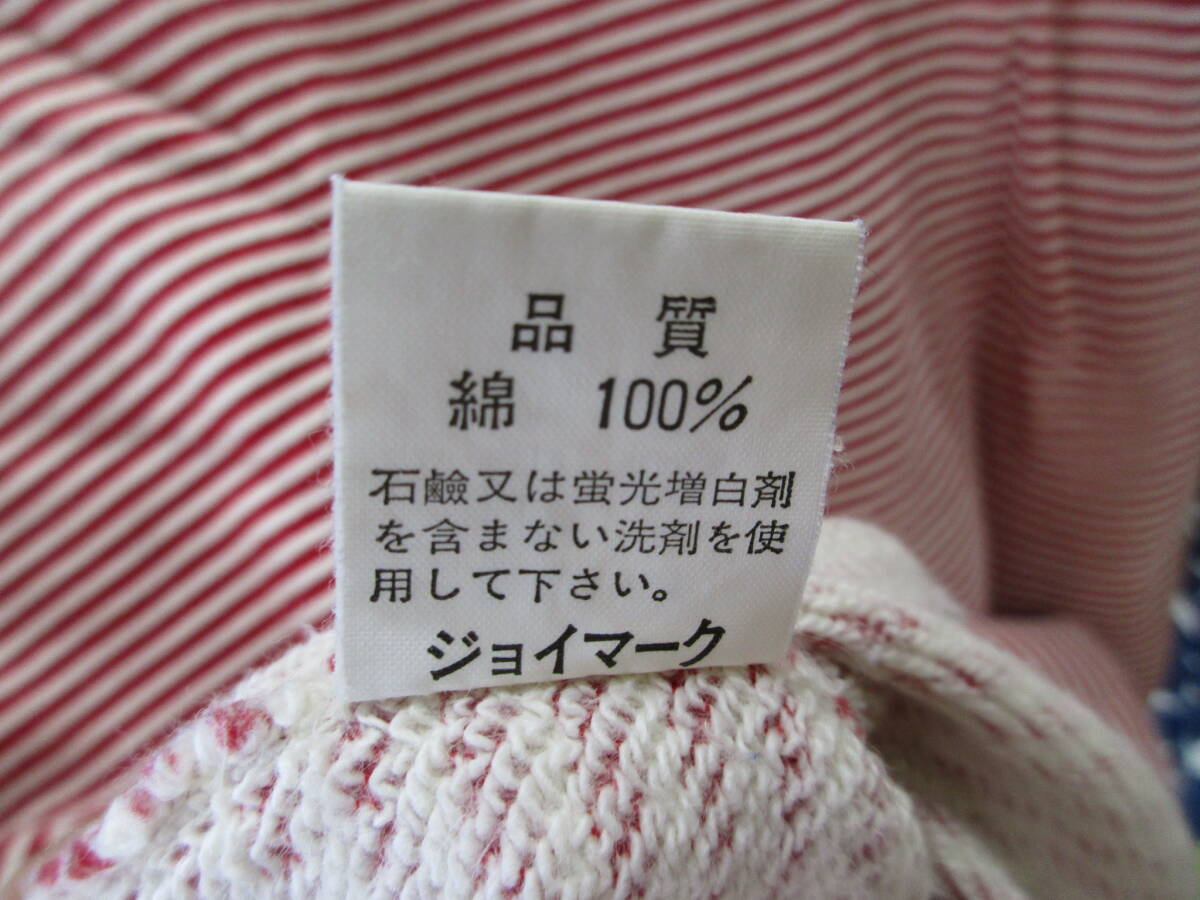 品 質
綿 100%
石鹼又は蛍光増白剤
を含まない洗剤を使
用して下さい。
ジョイマーク